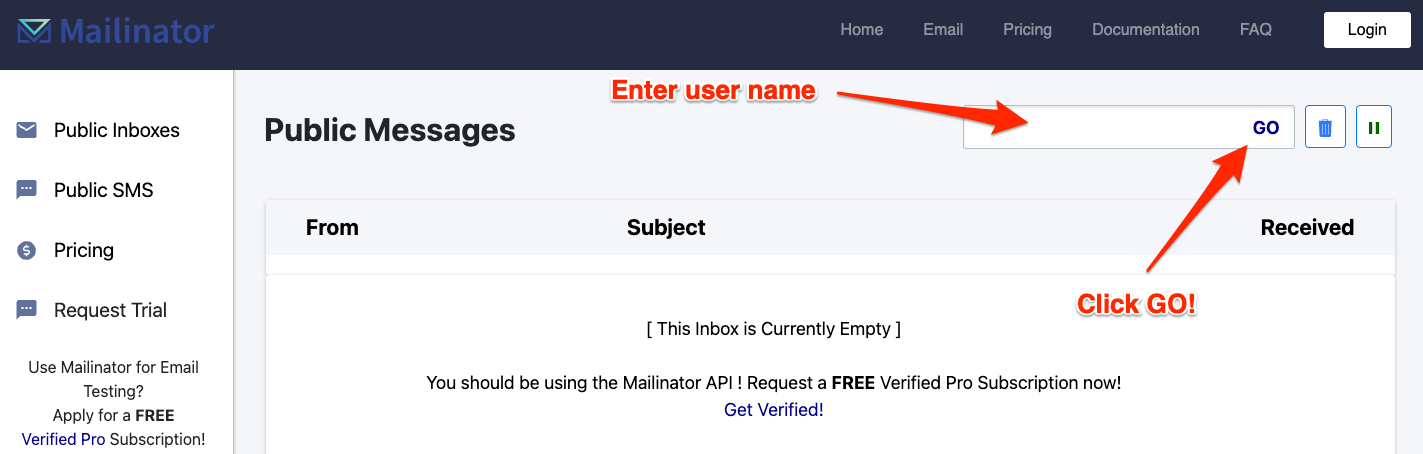 Mailinator
Home Email Pricing Documentation FAQ Login
Enter user name
Public Inboxes
Public Messages
GO
Public SMS
From Subject Received
Pricing
Click GO!
Request Trial
[ This Inbox is Currently Empty ]
Use Mailinator for Email
Testing?
Apply for a FREE
Verified Pro Subscription!
You should be using the Mailinator API ! Request a FREE Verified Pro Subscription now!
Get Verified!